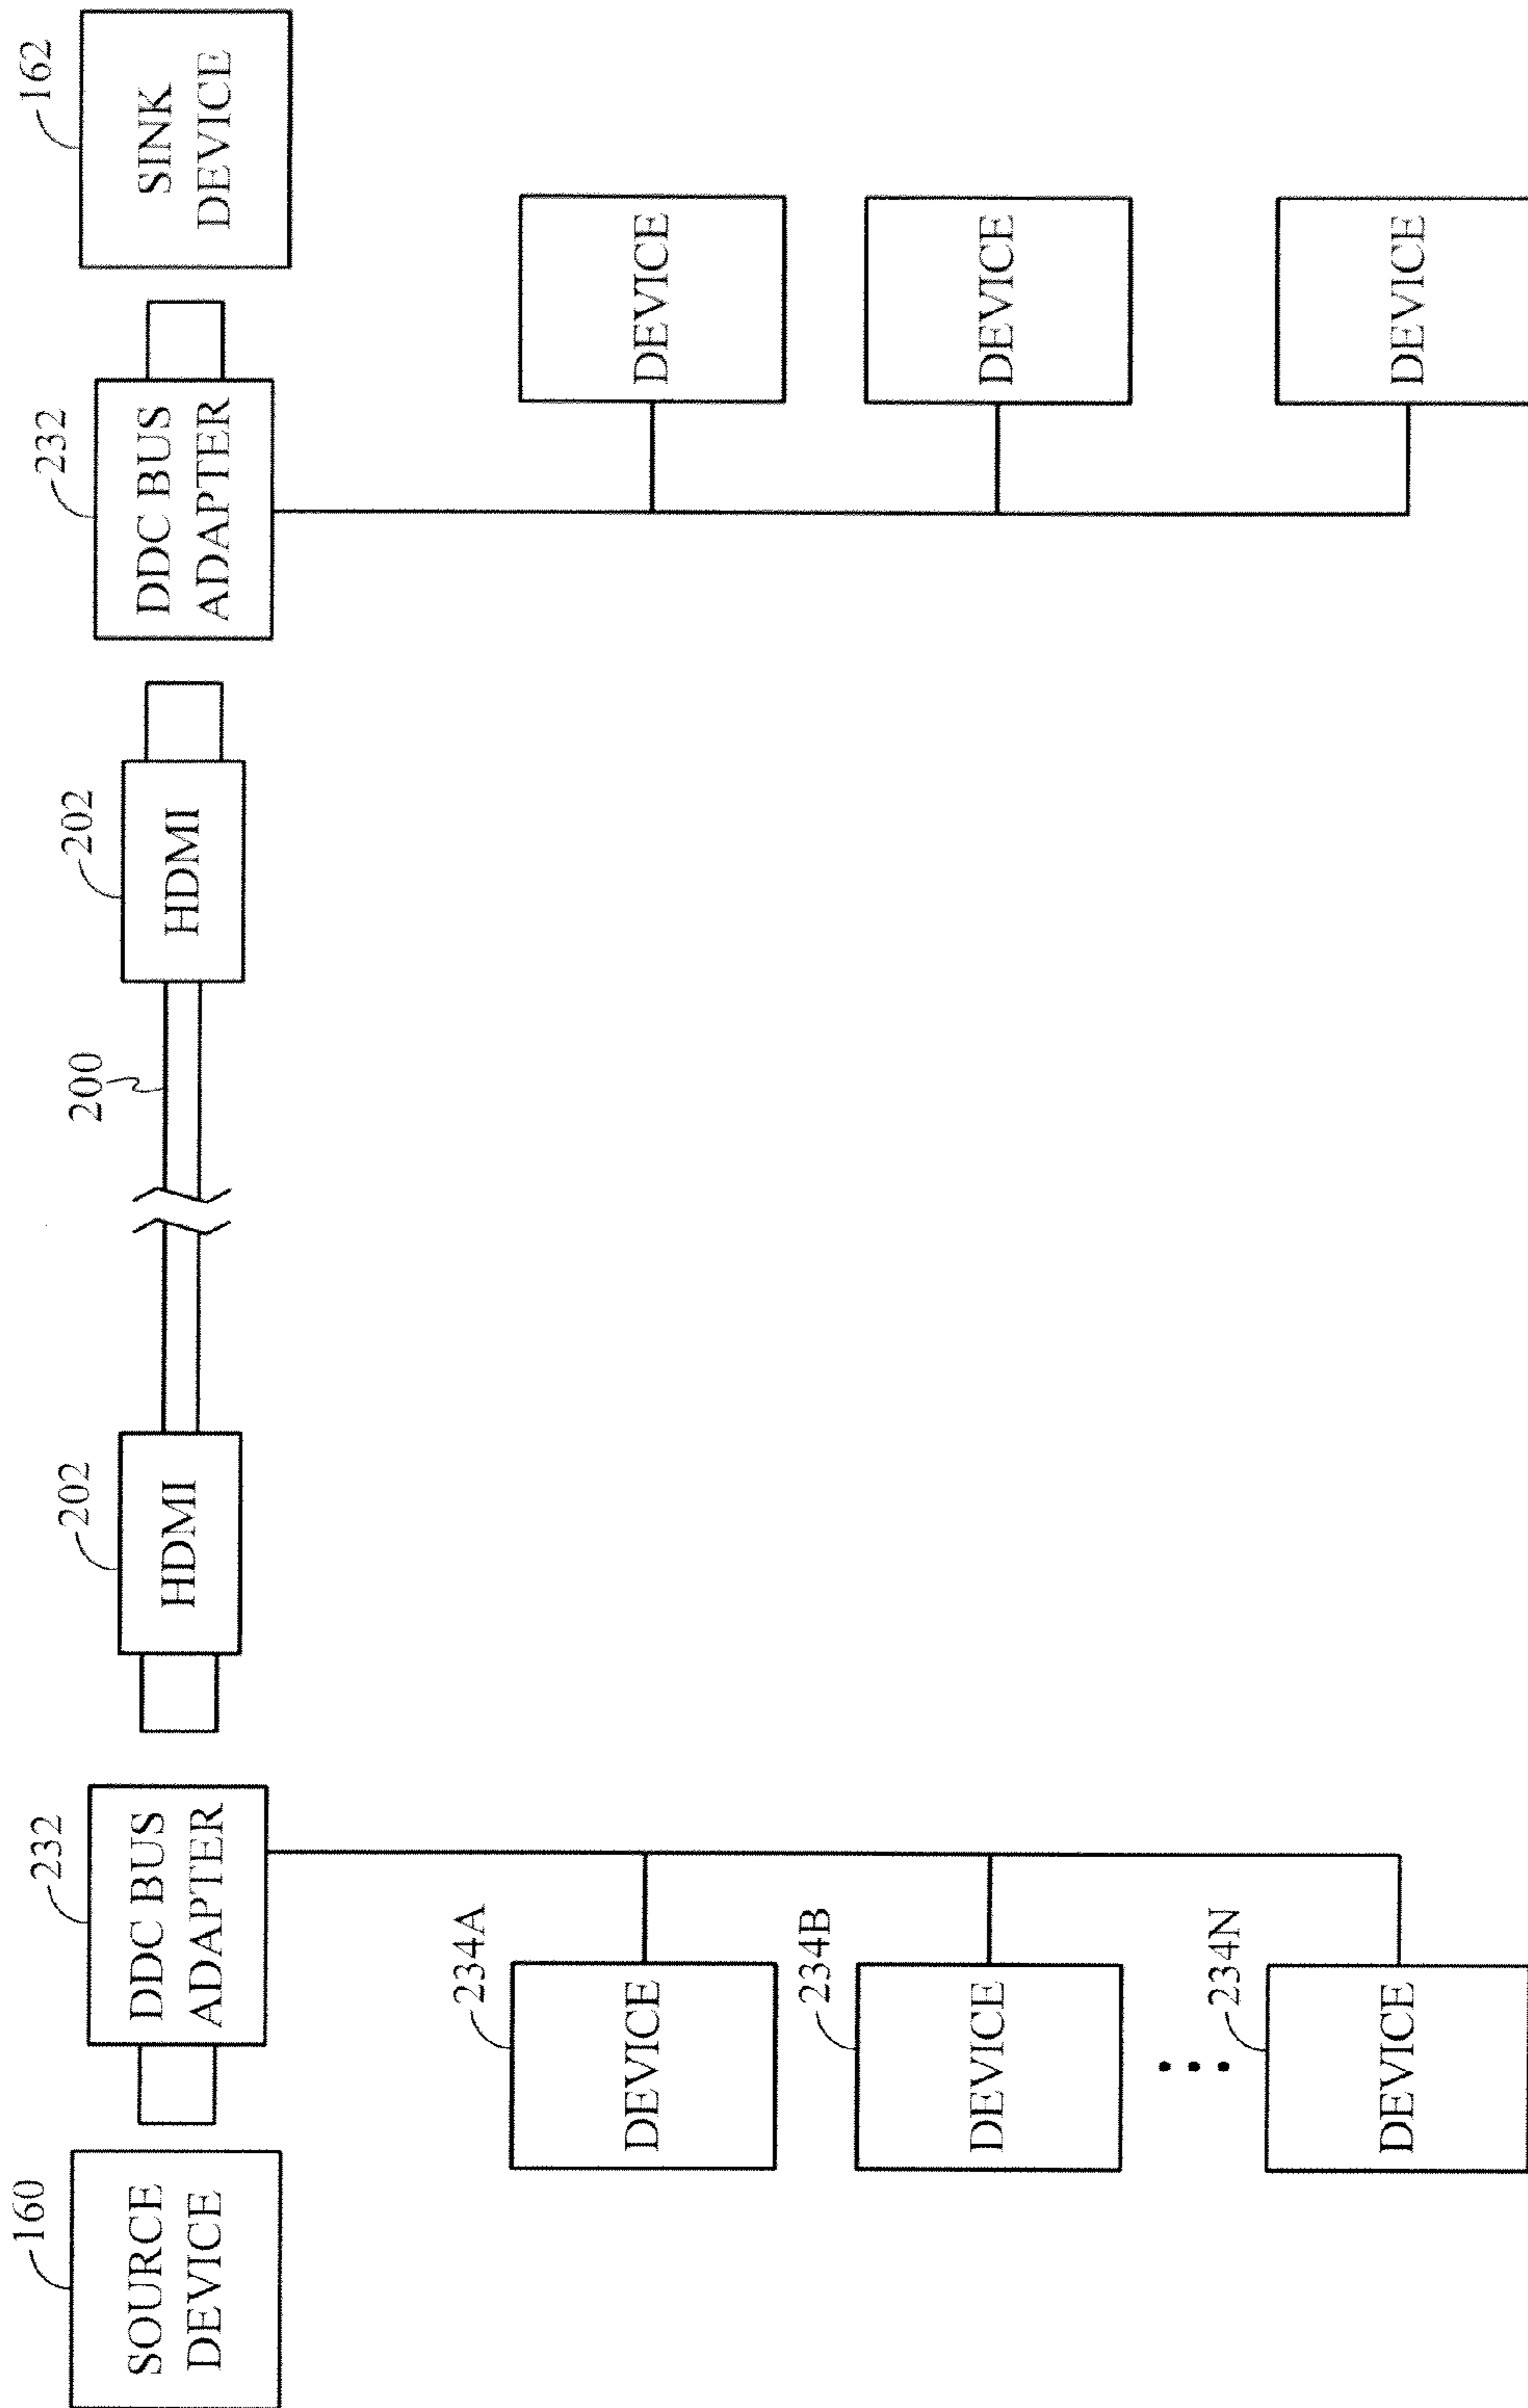 160
SOURCE
DEVICE
232
DDC BUS
ADAPTER
202
HDMI
200
202
HDMI
232
DDC BUS
ADAPTER
162
SINK
DEVICE
234A
DEVICE
234B
DEVICE
234N
DEVICE
DEVICE
DEVICE
DEVICE